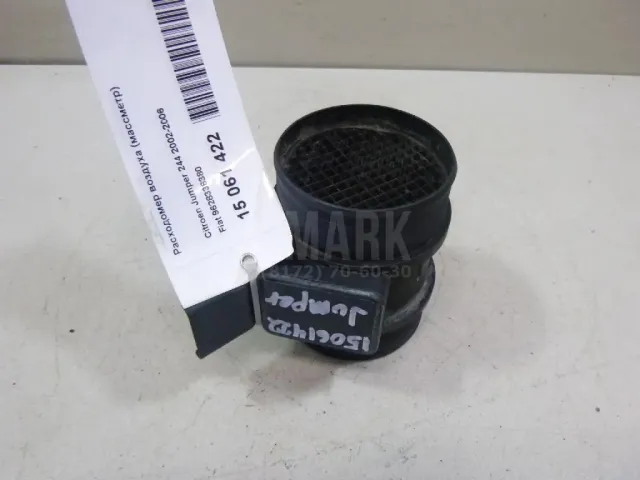 Расходомер воздуха (масметр)
Citroen Jumper 244 2002-2006
Fiat 9628336380
15 061 422
MARK
(8172) 70-60-30
15061422
Jumper